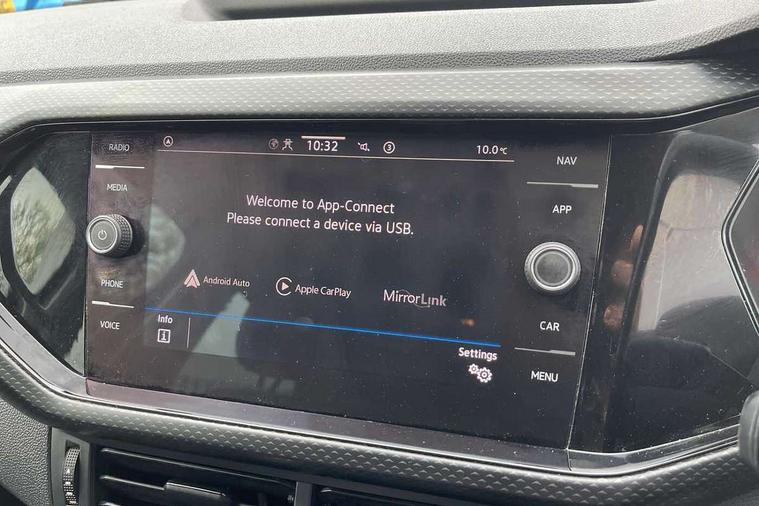 RADIO
MEDIA
PHONE
VOICE
A
10:32
3
10.0°C
Welcome to App-Connect
Please connect a device via USB.
Android Auto
Apple CarPlay
MirrorLink
Info
i
Settings
NAV
APP
CAR
MENU